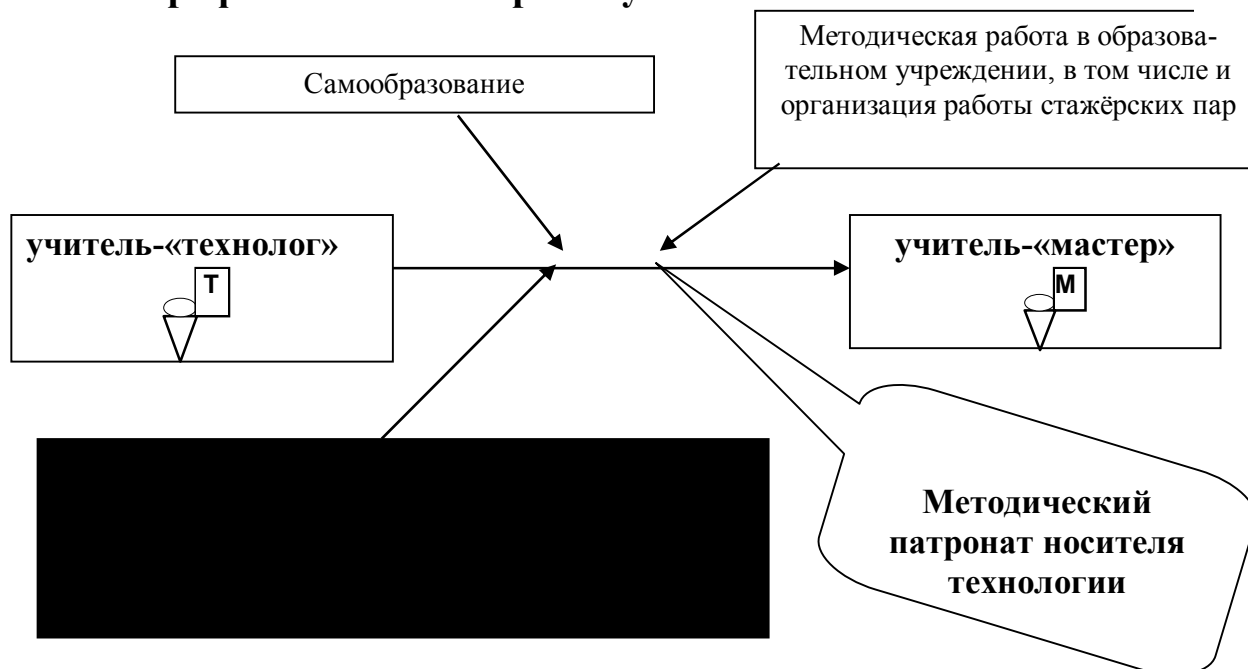 Самообразование
Методическая работа в образова-
тельном учреждении, в том числе и
организация работы стажёрских пар
учитель-«технолог»
Т
учитель-«мастер»
М
Методический
патронат носителя
технологии